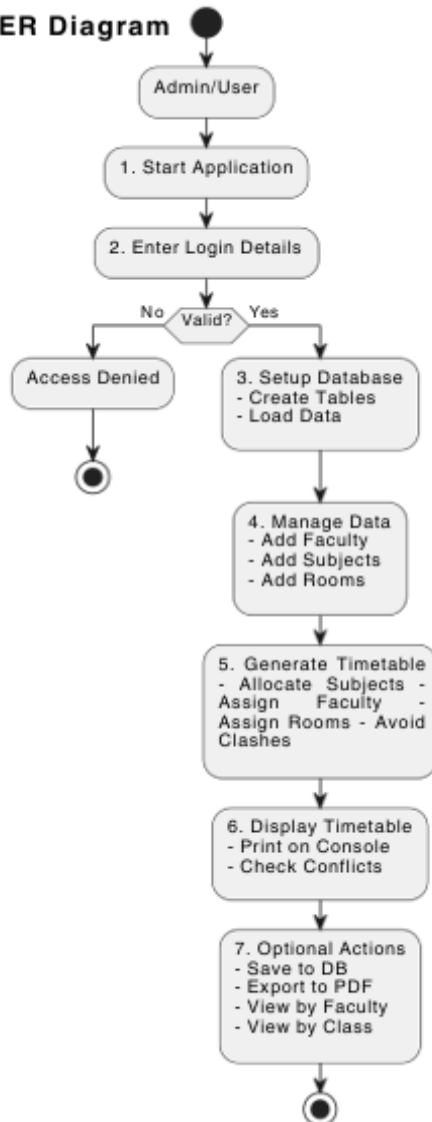 ER Diagram
Admin/User
1. Start Application
2. Enter Login Details
No
Valid?
Yes
Access Denied
3. Setup Database
- Create Tables
- Load Data
4. Manage Data
- Add Faculty
- Add Subjects
- Add Rooms
5. Generate Timetable
- Allocate Subjects -
Assign Faculty -
Assign Rooms - Avoid
Clashes
6. Display Timetable
- Print on Console
- Check Conflicts
7. Optional Actions
- Save to DB
- Export to PDF
- View by Faculty
- View by Class